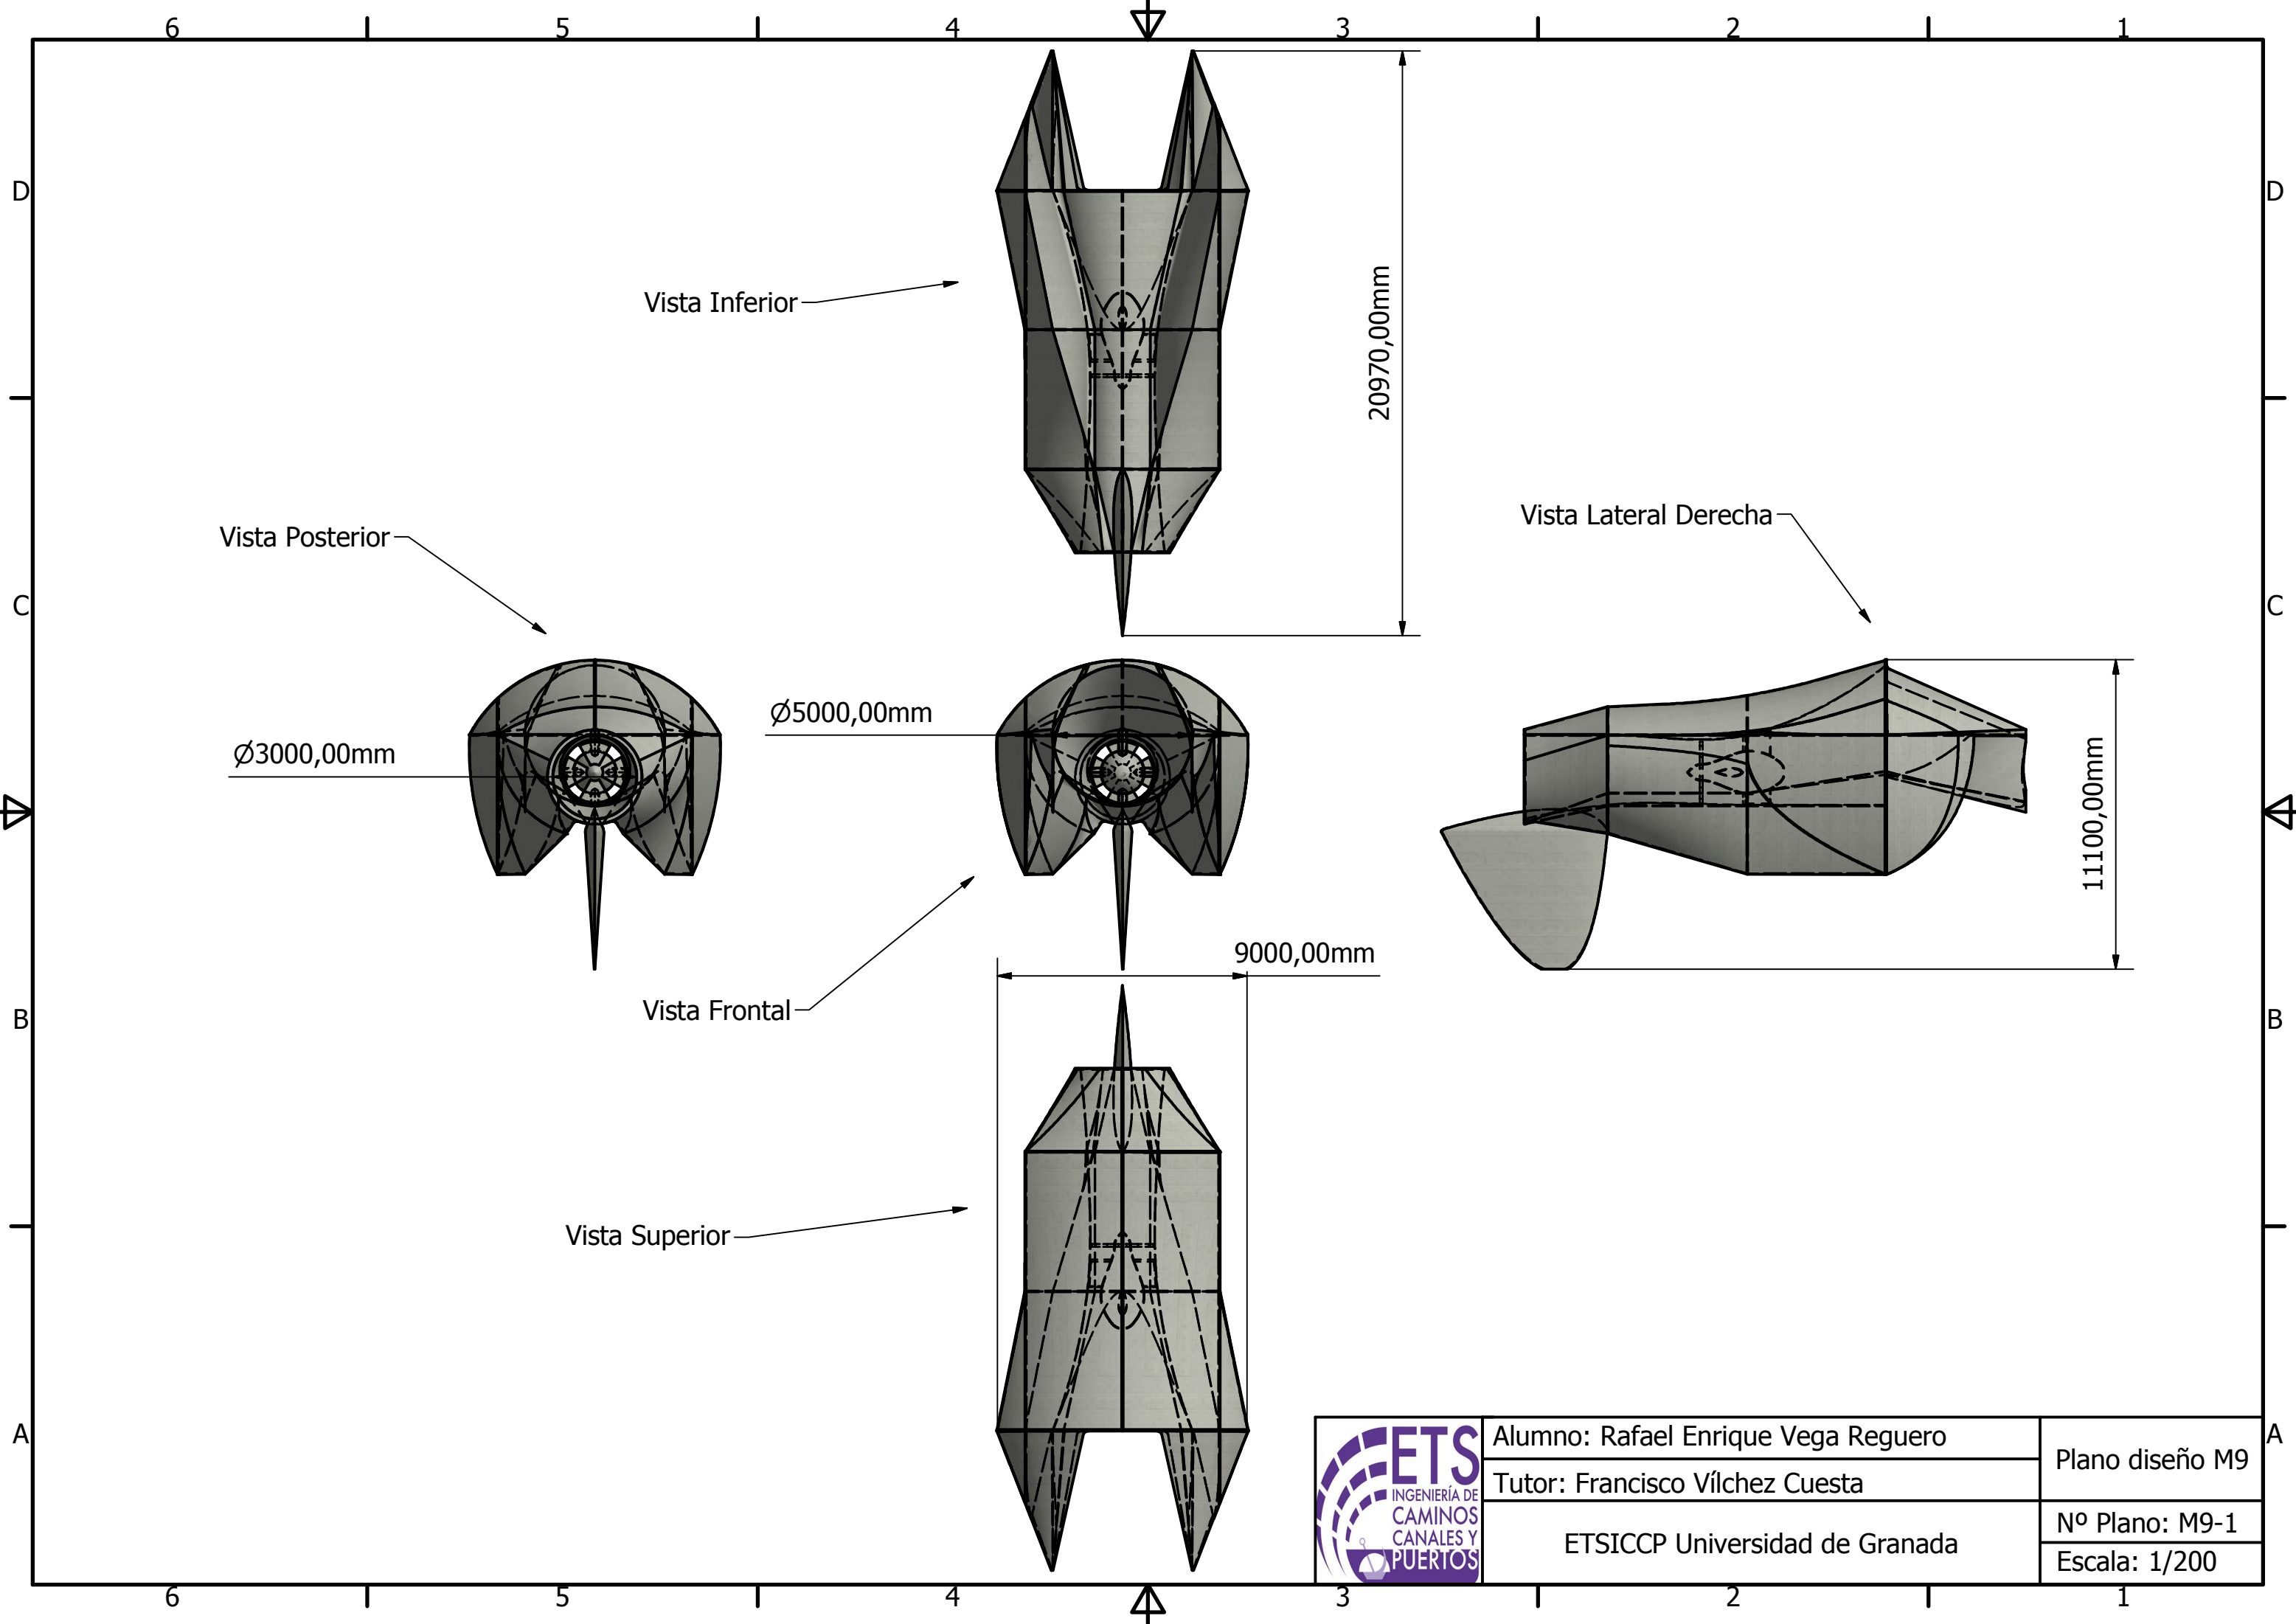 6 5 4 3 2 1
D D
Vista Inferior
20970,00mm
Vista Lateral Derecha
Vista Posterior
C C
Ø5000,00mm
Ø3000,00mm
11100,00mm
9000,00mm
Vista Frontal
B B
Vista Superior
A A
ETS
INGENIERÍA DE
CAMINOS
CANALES Y
PUERTOS
Alumno: Rafael Enrique Vega Reguero
Tutor: Francisco Vílchez Cuesta
ETSICCP Universidad de Granada
Plano diseño M9
Nº Plano: M9-1
Escala: 1/200
6 5 4 3 2 1